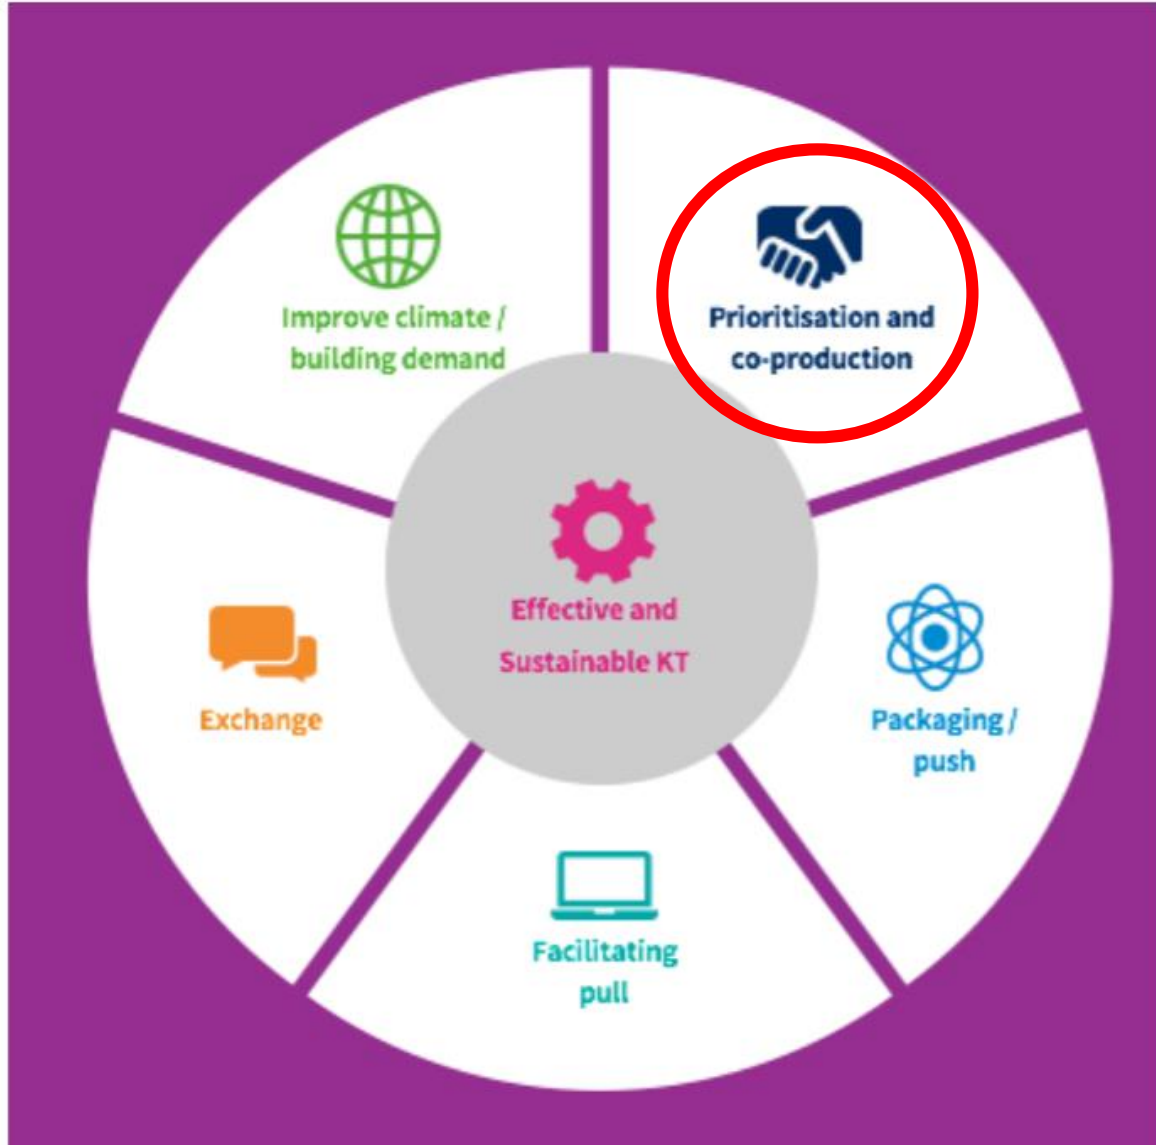 Improve climate /
building demand
Prioritisation and
co-production
Effective and
Sustainable KT
Exchange
Packaging /
push
Facilitating
pull